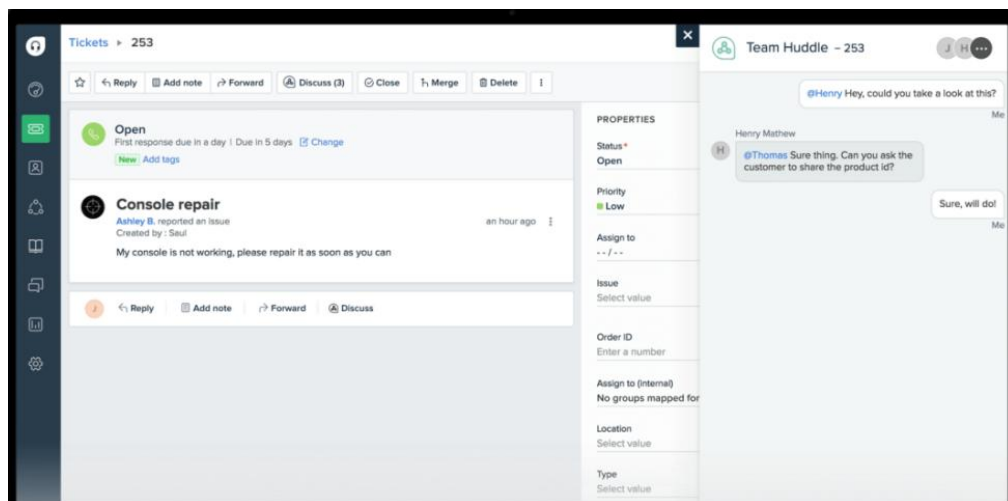 Tickets ▸ 253
Reply Add note Forward Discuss (3) Close Merge Delete
Open
First response due in a day | Due in 5 days Change
New Add tags
Console repair
Ashley B. reported an issue
an hour ago
Created by : Saul
My console is not working, please repair it as soon as you can
J Reply Add note Forward Discuss
PROPERTIES
Status*
Open
Priority
Low
Assign to
- - / - -
Issue
Select value
Order ID
Enter a number
Assign to (internal)
No groups mapped for
Location
Select value
Type
Select value
Team Huddle – 253
J H
@Henry Hey, could you take a look at this?
Me
Henry Mathew
H
@Thomas Sure thing. Can you ask the
customer to share the product id?
Sure, will do!
Me